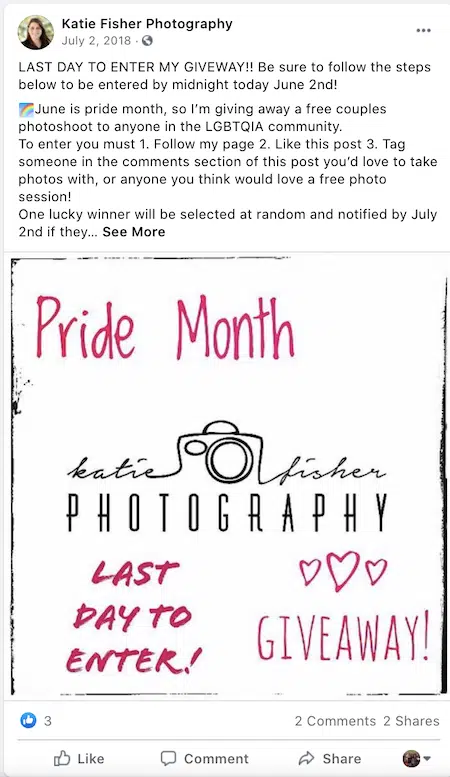 Katie Fisher Photography
July 2, 2018 ·
LAST DAY TO ENTER MY GIVEWAY!! Be sure to follow the steps
below to be entered by midnight today June 2nd!
🌈June is pride month, so I'm giving away a free couples
photoshoot to anyone in the LGBTQIA community.
To enter you must 1. Follow my page 2. Like this post 3. Tag
someone in the comments section of this post you'd love to take
photos with, or anyone you think would love a free photo
session!
One lucky winner will be selected at random and notified by July
2nd if they... See More
Pride Month
katie fisher
PHOTOGRAPHY
LAST
DAY TO
ENTER!
GIVEAWAY!
3
2 Comments 2 Shares
Like Comment Share